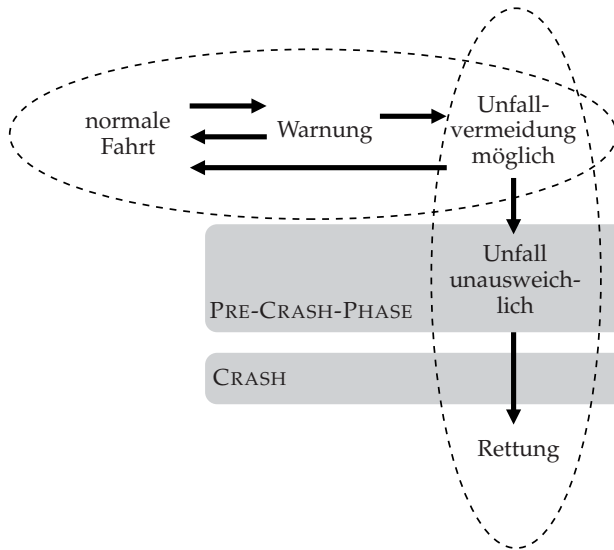 normale
Fahrt
Warnung
Unfall-
vermeidung
möglich
Unfall
unausweich-
lich
PRE-CRASH-PHASE
CRASH
Rettung